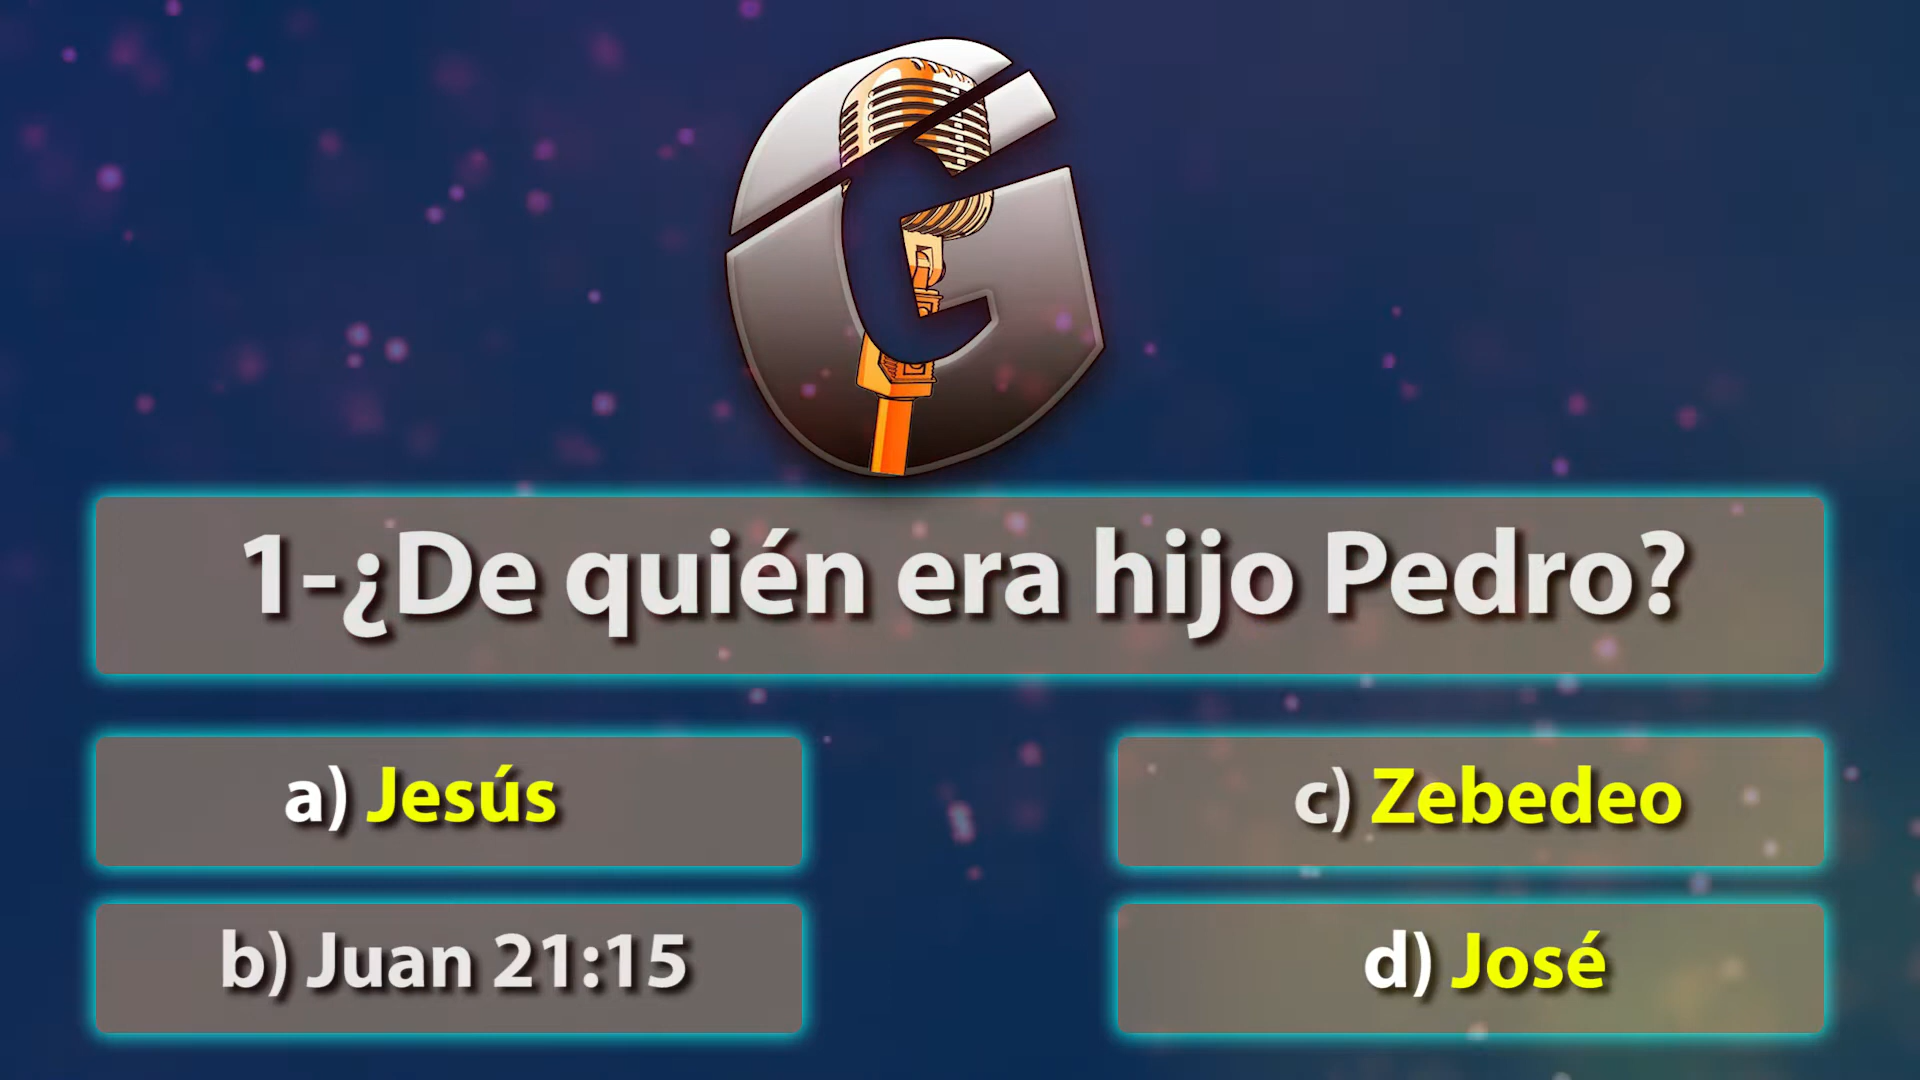 G
1-¿De quién era hijo Pedro?
a) Jesús
b) Juan 21:15
c) Zebedeo
d) José